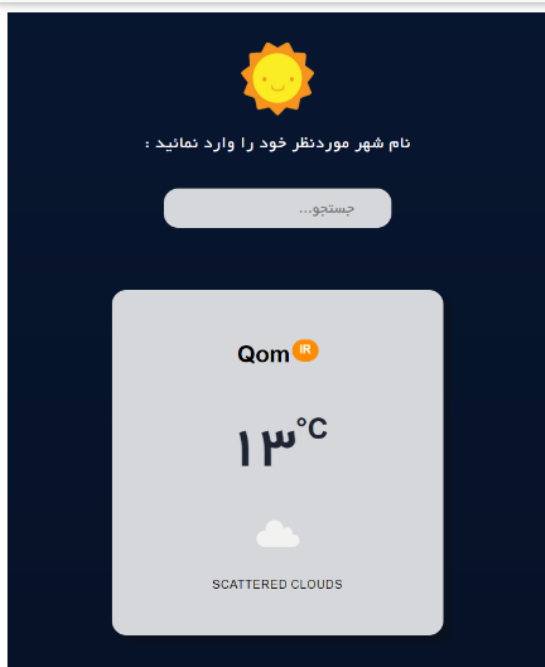 نام شهر موردنظر خود را وارد نمائید :
جستجو...
Qom IR
۱۳°C
SCATTERED CLOUDS